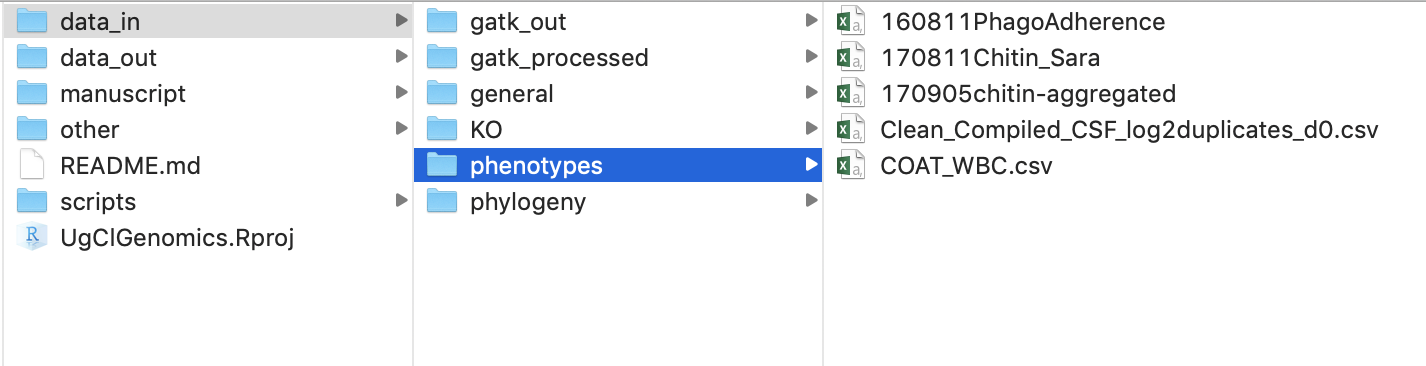 data_in
data_out
manuscript
other
README.md
scripts
UgClGenomics.Rproj
gatk_out
gatk_processed
general
KO
phenotypes
phylogeny
160811PhagoAdherence
170811Chitin_Sara
170905chitin-aggregated
Clean_Compiled_CSF_log2duplicates_d0.csv
COAT_WBC.csv